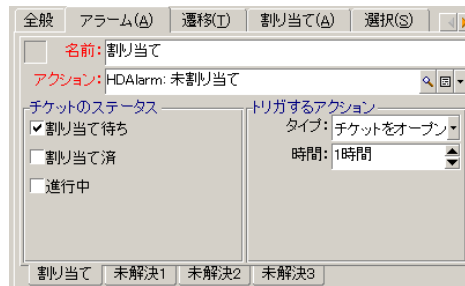 全般 アラーム(A) 遷移(T) 割り当て(A) 選択(S)
名前: 割り当て
アクション: HDAlarm: 未割り当て
チケットのステータス
割り当て待ち
割り当て済
進行中
トリガするアクション
タイプ: チケットをオープン
時間: 1時間
割り当て 未解決1 未解決2 未解決3